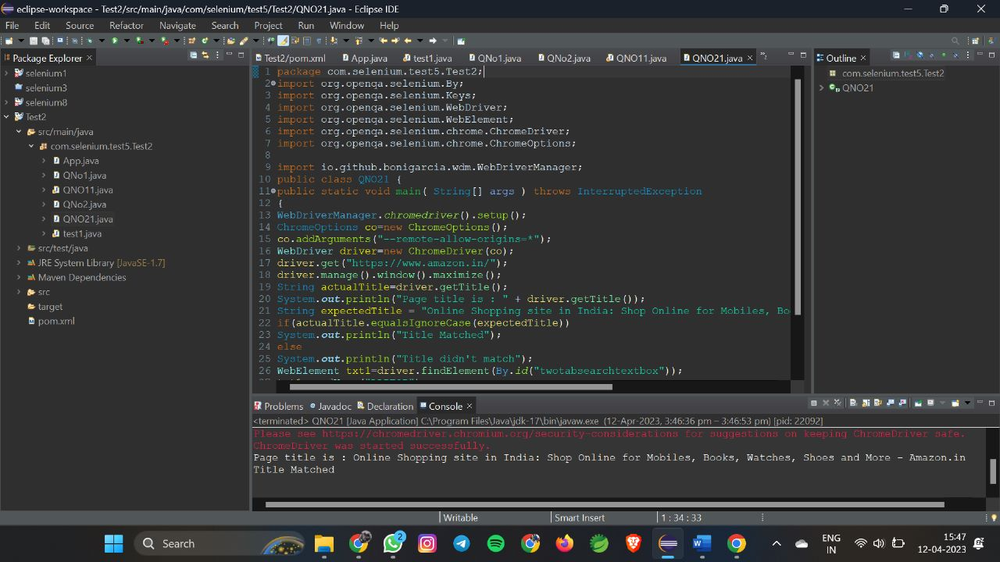 eclipse-workspace - Test2/src/main/java/com/selenium/test5/Test2/QNO21.java - Eclipse IDE
File Edit Source Refactor Navigate Search Project Run Window Help
Package Explorer
selenium1
selenium3
selenium8
Test2
src/main/java
com.selenium.test5.Test2
App.java
QNo1.java
QNO11.java
QNo2.java
QNO21.java
test1.java
src/test/java
JRE System Library [JavaSE-1.7]
Maven Dependencies
src
target
pom.xml
Test2/pom.xml App.java test1.java QNo1.java QNo2.java QNO11.java QNO21.java
1 package com.selenium.test5.Test2;
2 import org.openqa.selenium.By;
3 import org.openqa.selenium.Keys;
4 import org.openqa.selenium.WebDriver;
5 import org.openqa.selenium.WebElement;
6 import org.openqa.selenium.chrome.ChromeDriver;
7 import org.openqa.selenium.chrome.ChromeOptions;
8
9 import io.github.bonigarcia.wdm.WebDriverManager;
10 public class QNO21 {
11 public static void main( String[] args ) throws InterruptedException
12 {
13 WebDriverManager.chromedriver().setup();
14 ChromeOptions co=new ChromeOptions();
15 co.addArguments("--remote-allow-origins=*");
16 WebDriver driver=new ChromeDriver(co);
17 driver.get("https://www.amazon.in/");
18 driver.manage().window().maximize();
19 String actualTitle=driver.getTitle();
20 System.out.println("Page title is : " + driver.getTitle());
21 String expectedTitle = "Online Shopping site in India: Shop Online for Mobiles, Bo
22 if(actualTitle.equalsIgnoreCase(expectedTitle))
23 System.out.println("Title Matched");
24 else
25 System.out.println("Title didn't match");
26 WebElement txt1=driver.findElement(By.id("twotabsearchtextbox"));
Outline
com.selenium.test5.Test2
QNO21
Problems Javadoc Declaration Console
<terminated> QNO21 [Java Application] C:\Program Files\Java\jdk-17\bin\javaw.exe (12-Apr-2023, 3:46:36 pm – 3:46:53 pm) [pid: 22092]
Please see https://chromedriver.chromium.org/security-considerations for suggestions on keeping ChromeDriver safe.
ChromeDriver was started successfully.
Page title is : Online Shopping site in India: Shop Online for Mobiles, Books, Watches, Shoes and More - Amazon.in
Title Matched
Writable Smart Insert 1 : 34 : 33
Search
2
ENG
IN
15:47
12-04-2023